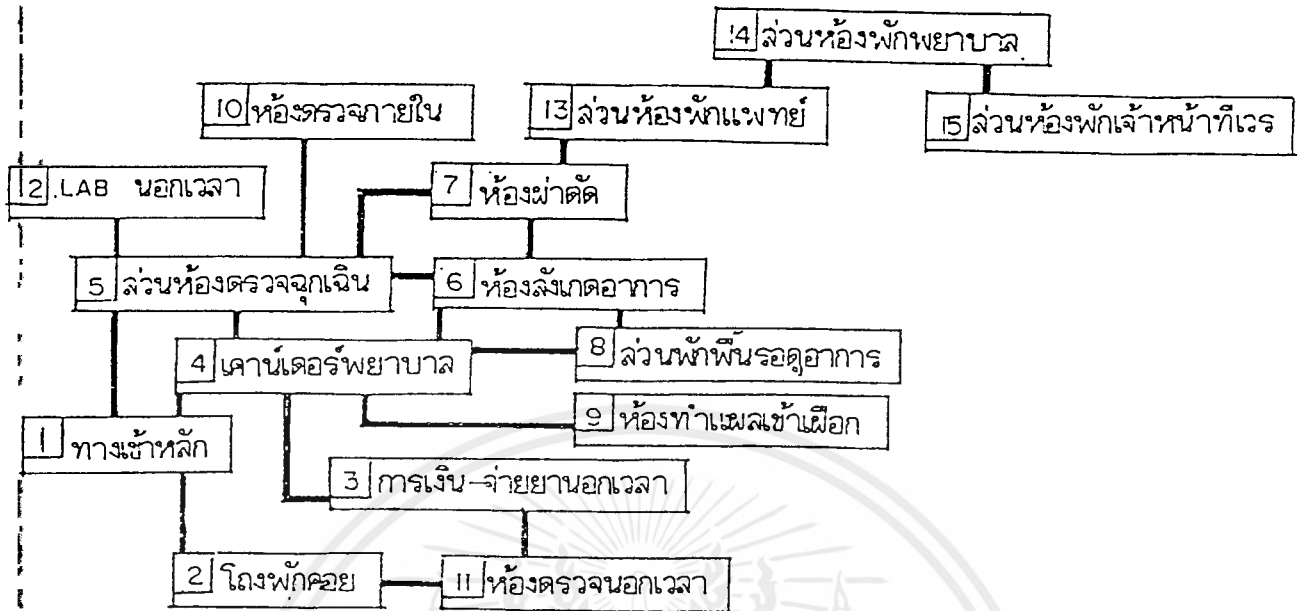 14 ส่วนห้องพักพยาบาล
10 ห้องตรวจภายใน
13 ส่วนห้องพักแพทย์
15 ส่วนห้องพักเจ้าหน้าที่เวร
12 .LAB นอกเวลา
7 ห้องผ่าตัด
5 ส่วนห้องตรวจฉุกเฉิน
6 ห้องสังเกตอาการ
4 เคาน์เตอร์พยาบาล
8 ส่วนพักฟื้นรอดูอาการ
9 ห้องทำแผลเข้าเฝือก
1 ทางเข้าหลัก
3 การเงิน-จ่ายยานอกเวลา
2 โถงพักคอย
11 ห้องตรวจนอกเวลา